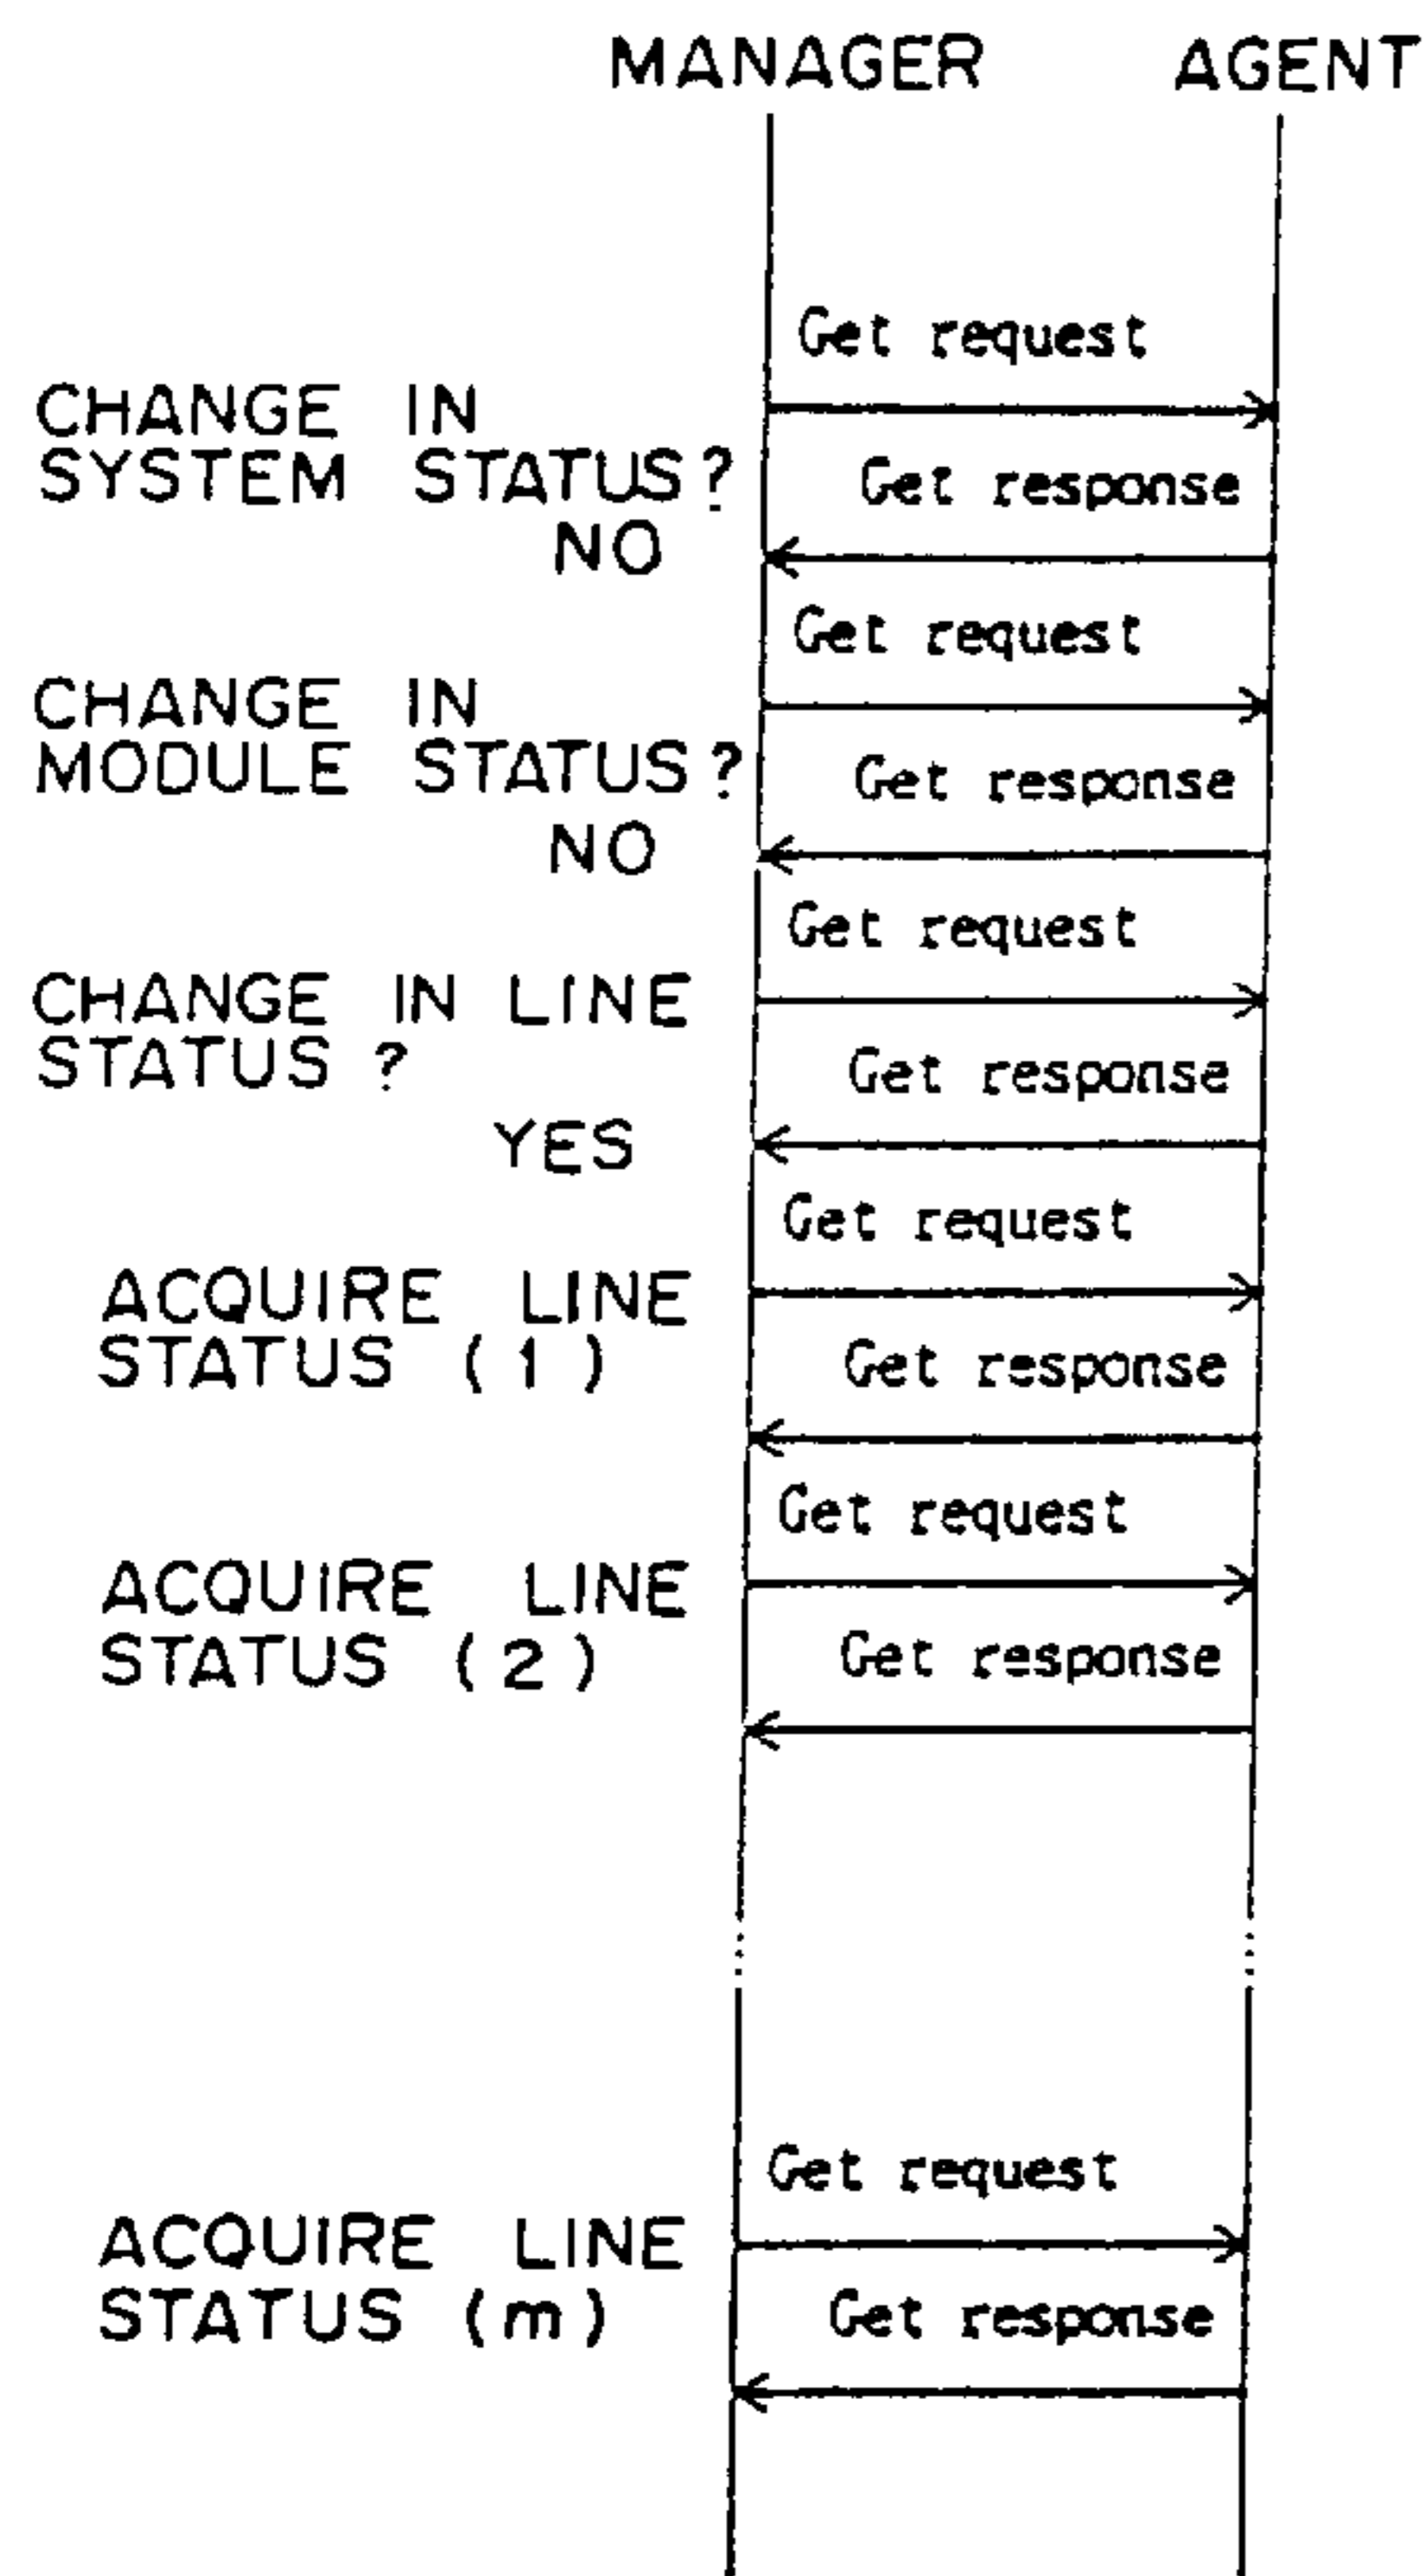 MANAGER AGENT
Get request
CHANGE IN
SYSTEM STATUS?
Get response
NO
Get request
CHANGE IN
MODULE STATUS?
Get response
NO
Get request
CHANGE IN LINE
STATUS ?
Get response
YES
Get request
ACQUIRE LINE
STATUS (1)
Get response
Get request
ACQUIRE LINE
STATUS (2)
Get response
Get request
ACQUIRE LINE
STATUS (m)
Get response